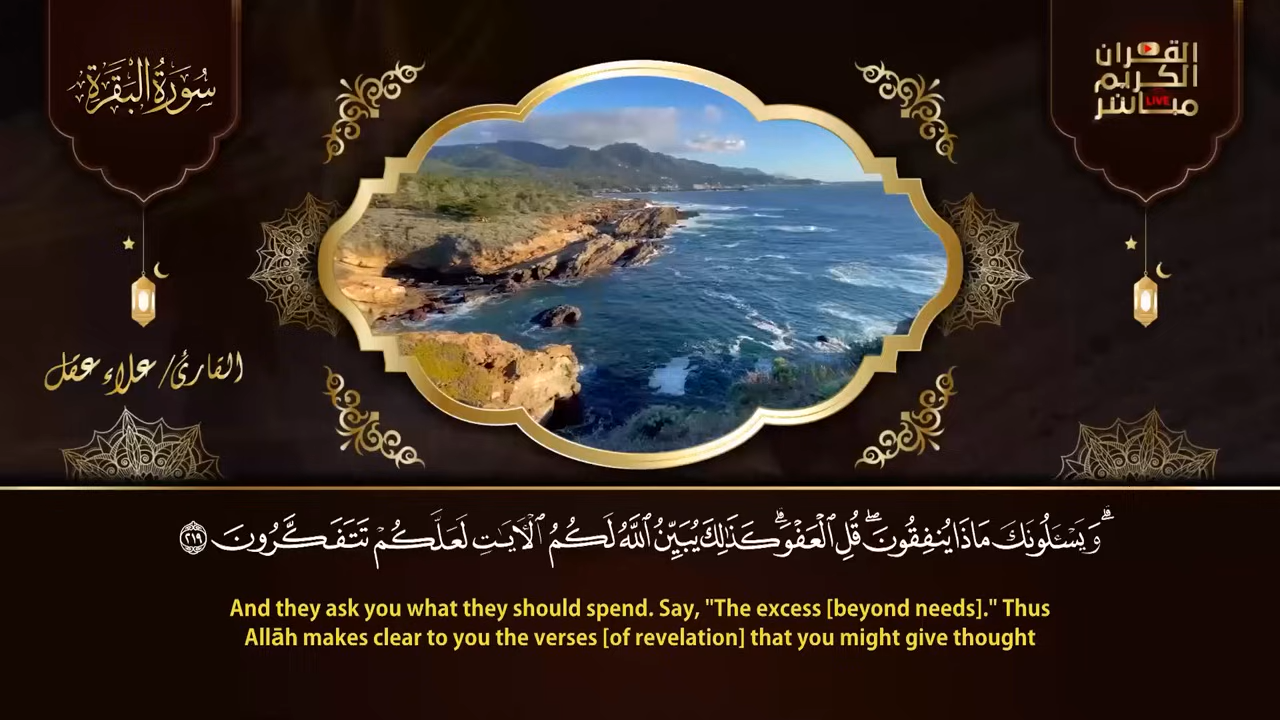 سُورَةُ البَقَرَةِ
القرآن
الكريم
مباشر
LIVE
القارئ/ علاء عقل
وَيَسْـَٔلُونَكَ مَاذَا يُنفِقُونَۖ قُلِ ٱلْعَفْوَۗ كَذَٰلِكَ يُبَيِّنُ ٱللَّهُ لَكُمُ ٱلْـَٔايَـٰتِ لَعَلَّكُمْ تَتَفَكَّرُونَ ٢١٩
And they ask you what they should spend. Say, "The excess [beyond needs]." Thus
Allāh makes clear to you the verses [of revelation] that you might give thought